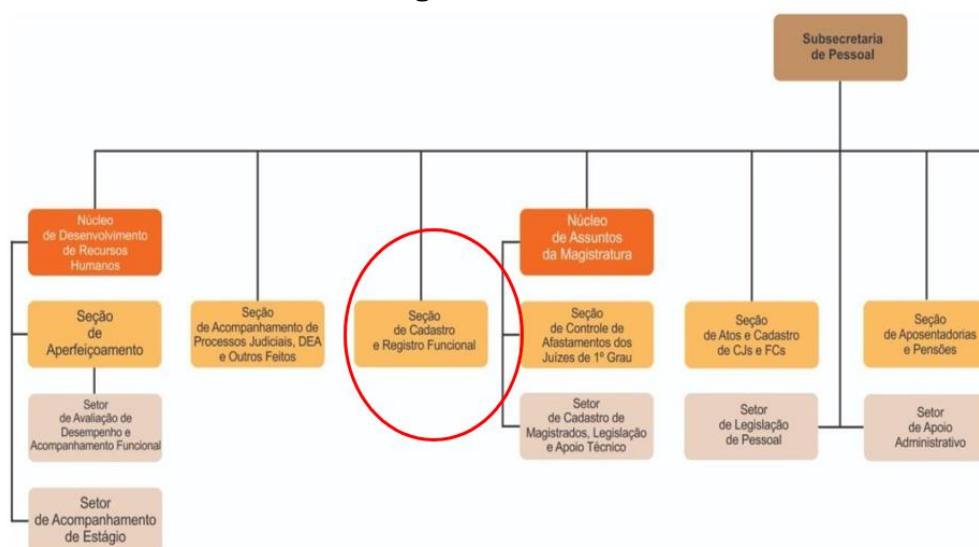 Subsecretaria
de Pessoal
Núcleo
de Desenvolvimento
de Recursos
Humanos
Núcleo
de Assuntos
da Magistratura
Seção
de
Aperfeiçoamento
Seção
de Acompanhamento de
Processos Judiciais, DEA
e Outros Feitos
Seção
de Cadastro
e Registro Funcional
Seção
de Controle de
Afastamentos dos
Juízes de 1º Grau
Seção
de Atos e Cadastro
de CJs e FCs
Seção
de Aposentadorias
e Pensões
Setor
de Avaliação de
Desempenho e
Acompanhamento Funcional
Setor
de Cadastro de
Magistrados, Legislação
e Apoio Técnico
Setor
de Legislação
de Pessoal
Setor
de Apoio
Administrativo
Setor
de Acompanhamento
de Estágio